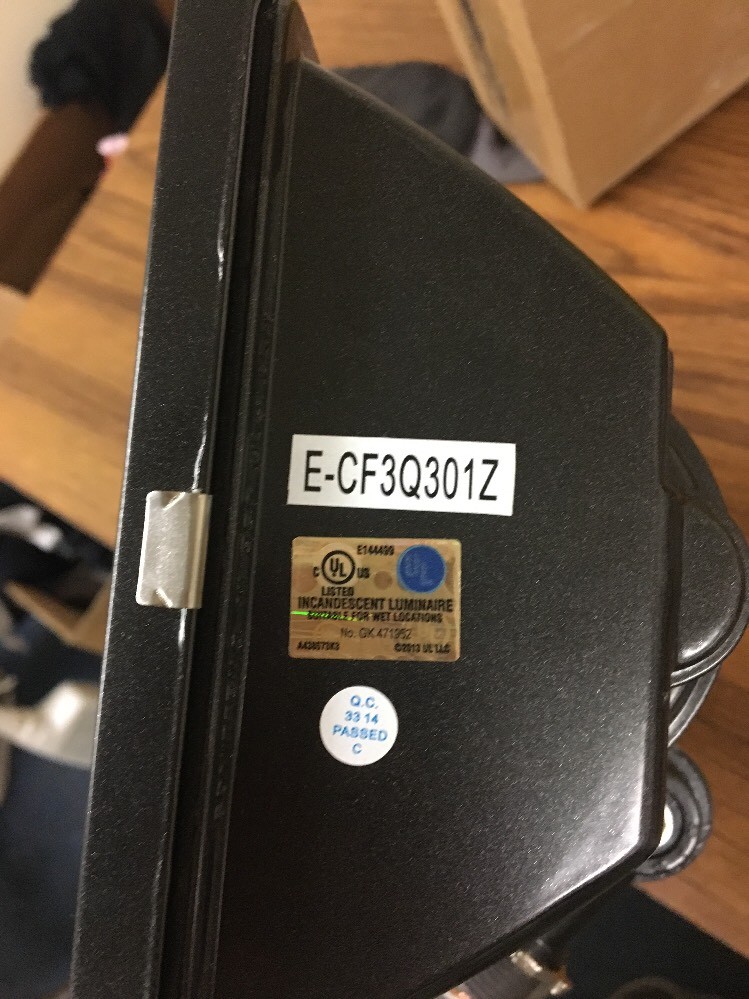 E-CF3Q301Z
E144499
C UL US
LISTED
INCANDESCENT LUMINAIRE
SUITABLE FOR WET LOCATIONS
No. GK 471952
©2013 UL LLC
Q.C.
33 14
PASSED
C